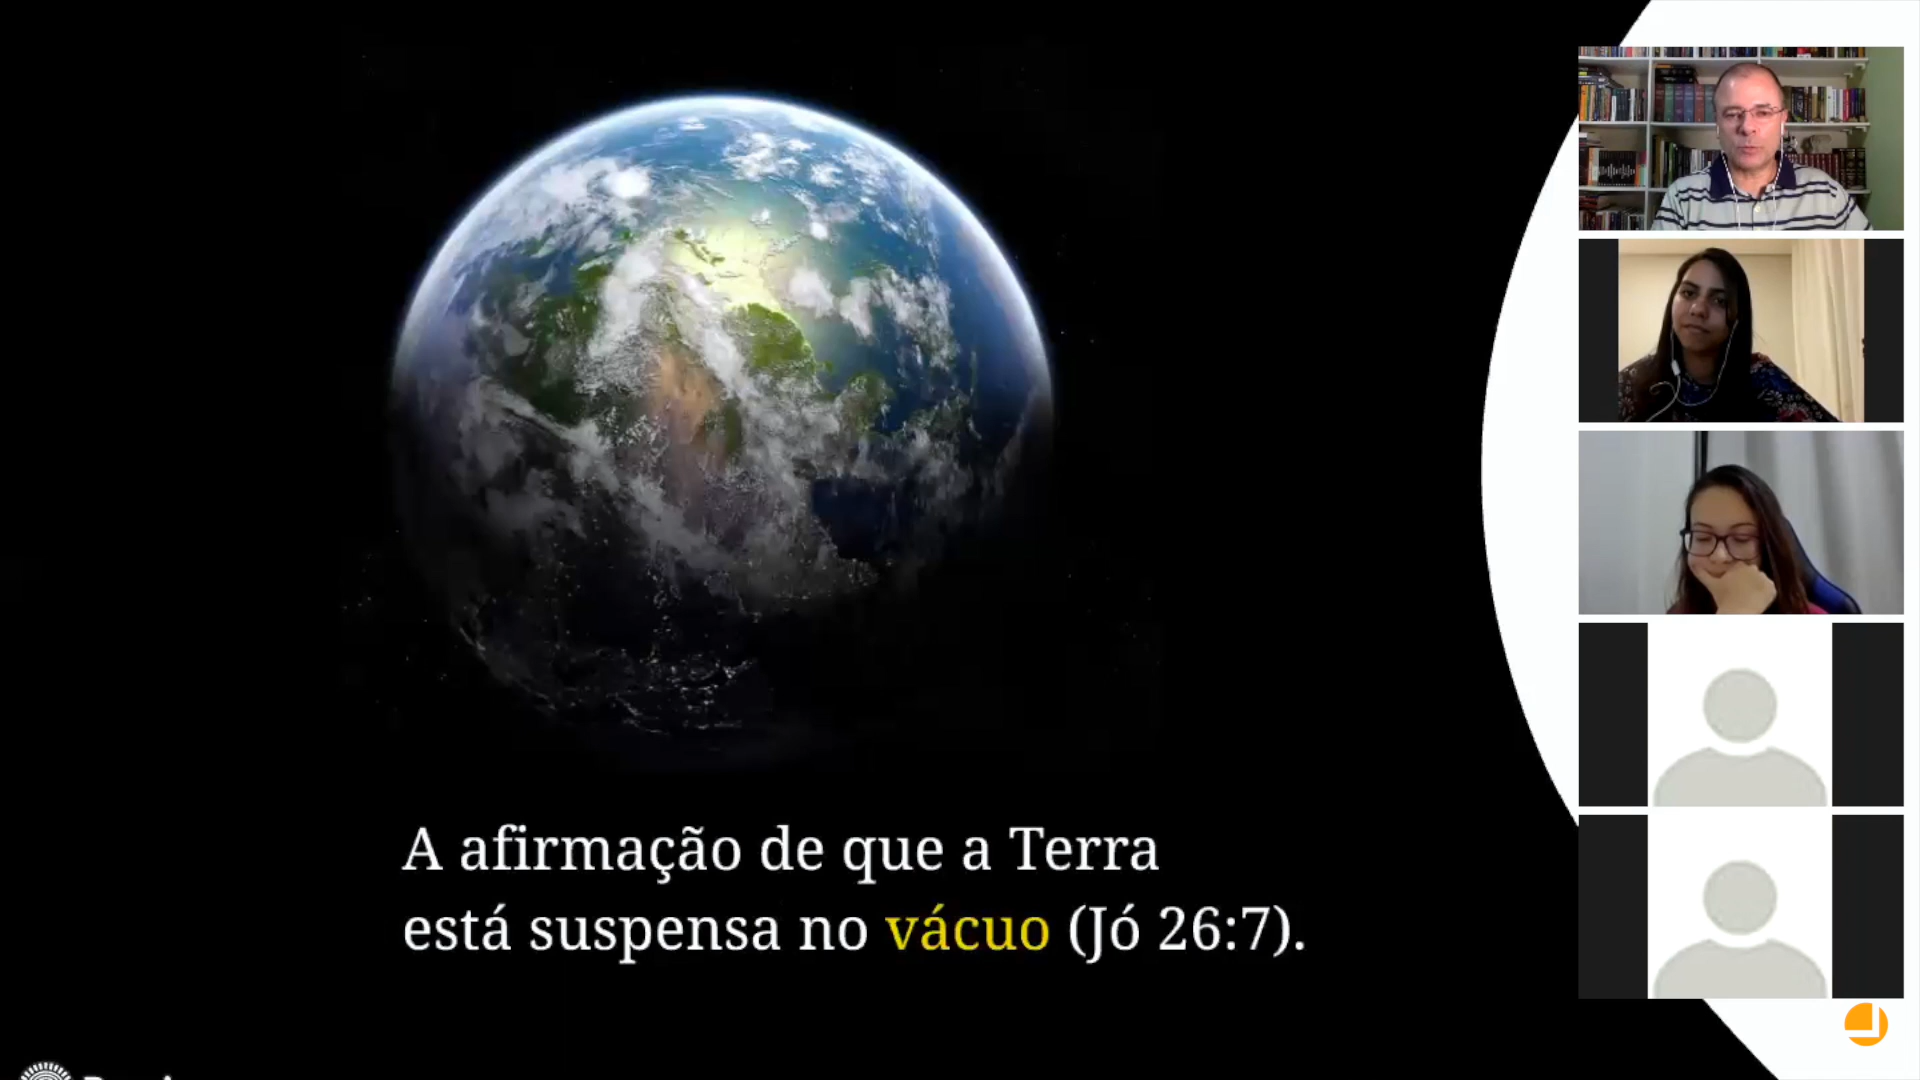 A afirmação de que a Terra
está suspensa no vácuo (Jó 26:7).